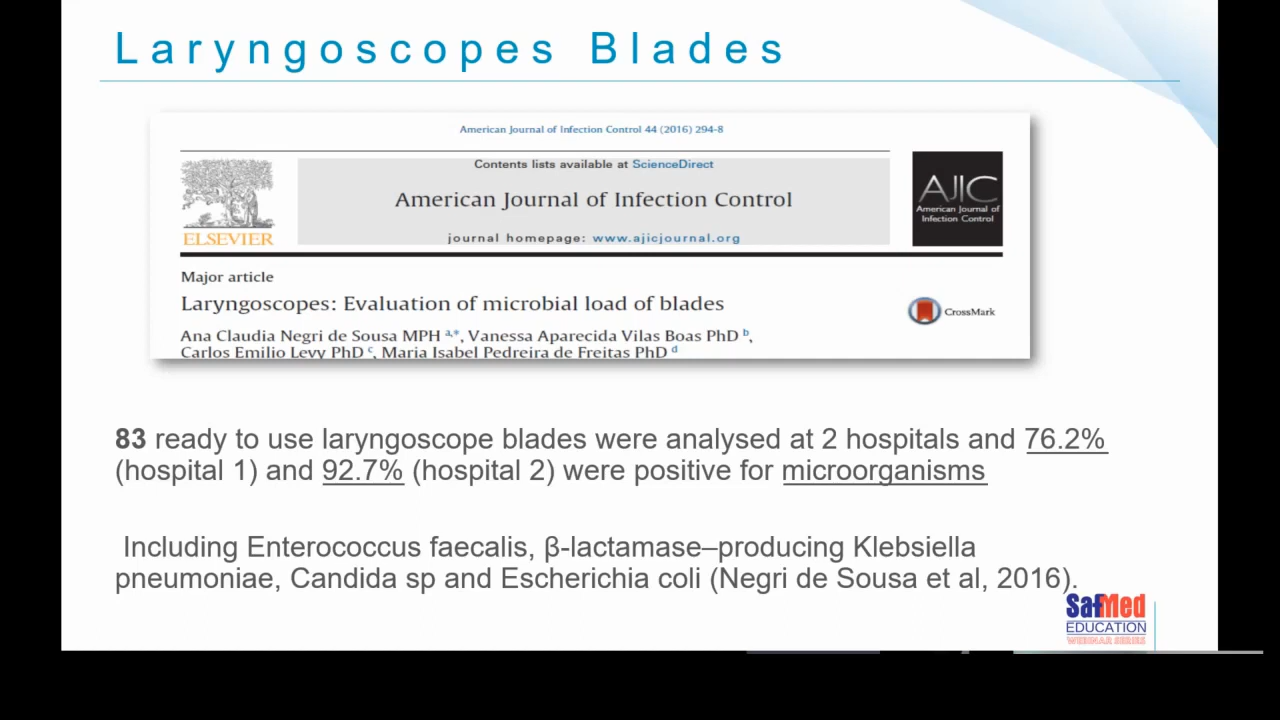 Laryngoscopes Blades
American Journal of Infection Control 44 (2016) 294-8
Contents lists available at ScienceDirect
American Journal of Infection Control
journal homepage: www.ajicjournal.org
ELSEVIER
AJIC
American Journal of
Infection Control
Major article
Laryngoscopes: Evaluation of microbial load of blades
CrossMark
Ana Claudia Negri de Sousa MPH a,*, Vanessa Aparecida Vilas Boas PhD b,
Carlos Emilio Levy PhD c, Maria Isabel Pedreira de Freitas PhD d
83 ready to use laryngoscope blades were analysed at 2 hospitals and 76.2%
(hospital 1) and 92.7% (hospital 2) were positive for microorganisms
Including Enterococcus faecalis, β-lactamase–producing Klebsiella
pneumoniae, Candida sp and Escherichia coli (Negri de Sousa et al, 2016).
SafMed
EDUCATION
WEBINAR SERIES